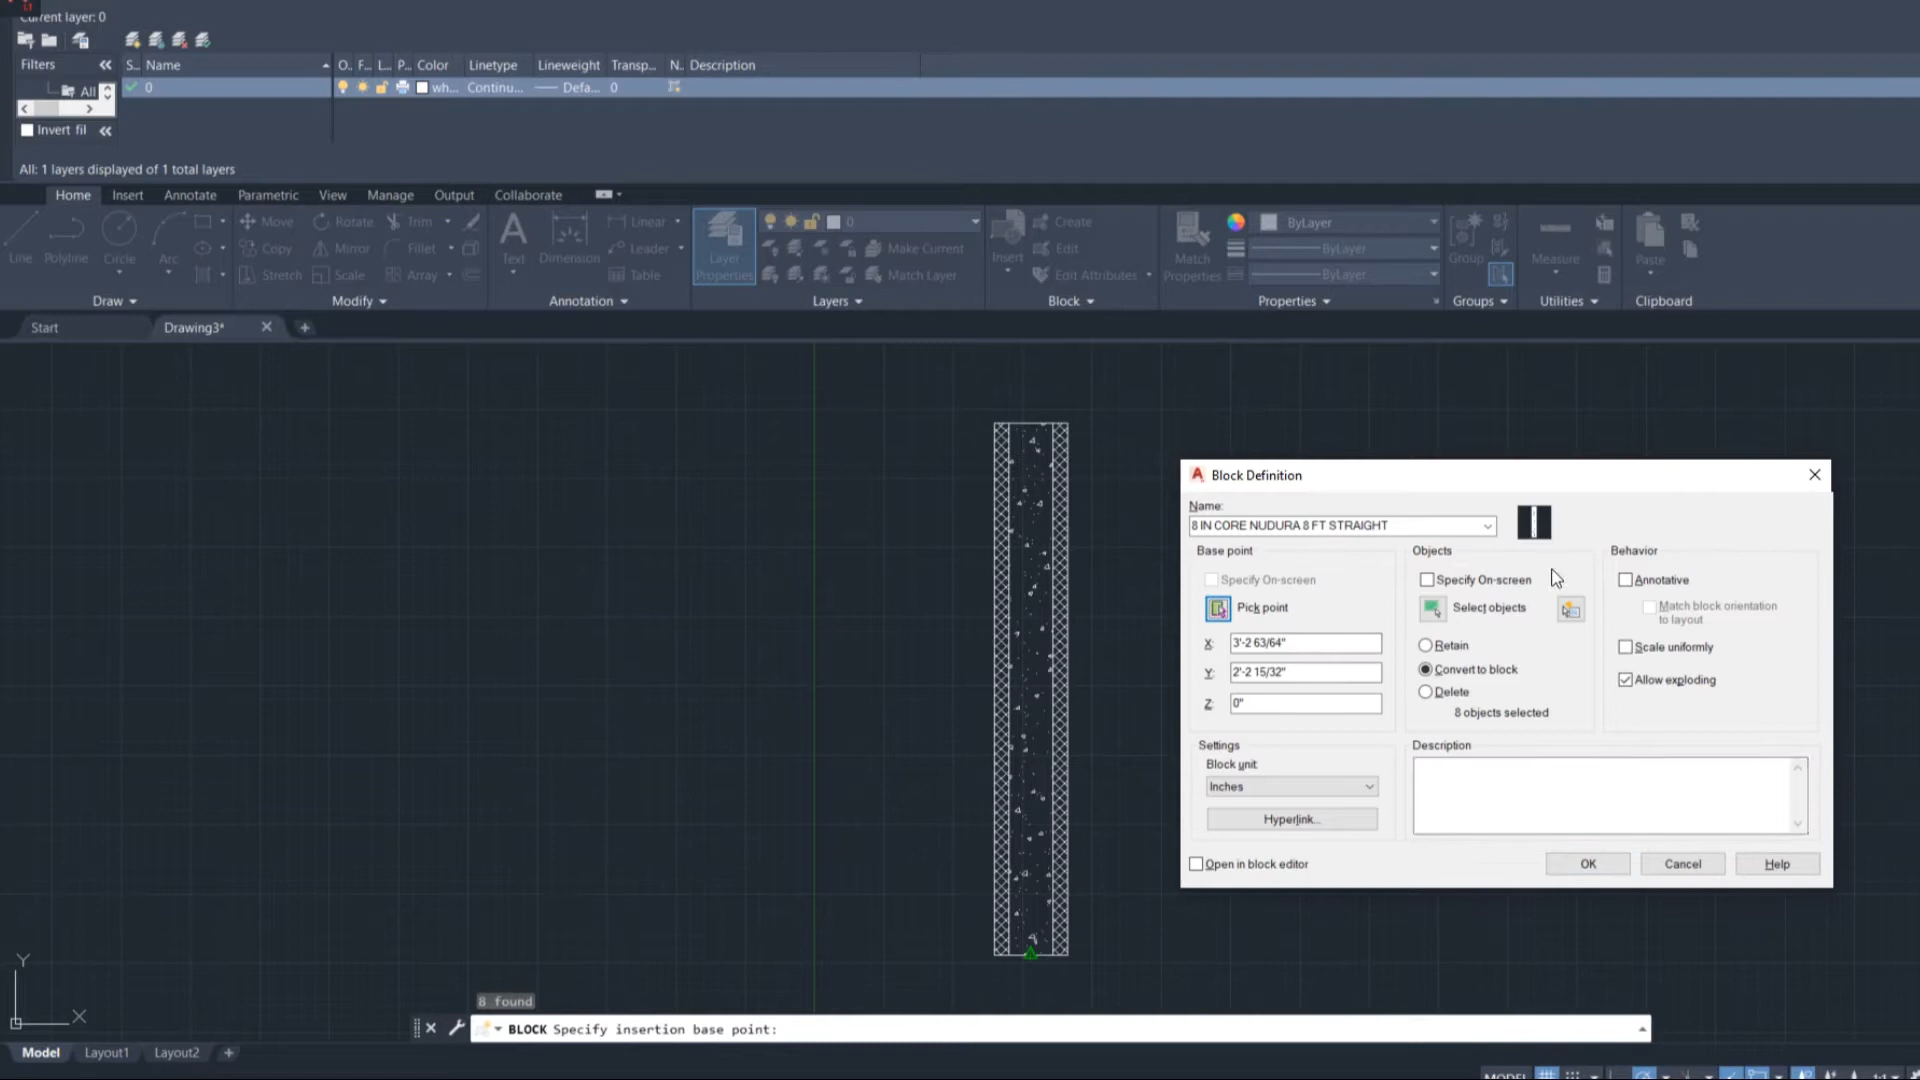 Current layer: 0
Filters
S.. Name
O.. F... L... P... Color Linetype Lineweight Transp... N.. Description
All
0 wh... Continu... Defa... 0
Invert fil
All: 1 layers displayed of 1 total layers
Home Insert Annotate Parametric View Manage Output Collaborate
Line Polyline Circle Arc
Move Rotate Trim
Copy Mirror Fillet
Stretch Scale Array
Text Dimension
Linear
Leader
Table
Layer Properties
0
Make Current
Match Layer
Insert
Create
Edit
Edit Attributes
Match Properties
ByLayer
ByLayer
ByLayer
Group
Measure
Paste
Draw Modify Annotation Layers Block Properties Groups Utilities Clipboard
Start Drawing3*
Block Definition
Name:
8 IN CORE NUDURA 8 FT STRAIGHT
Base point
Specify On-screen
Pick point
X: 3'-2 63/64"
Y: 2'-2 15/32"
Z: 0"
Objects
Specify On-screen
Select objects
Retain
Convert to block
Delete
8 objects selected
Behavior
Annotative
Match block orientation
to layout
Scale uniformly
Allow exploding
Settings
Block unit:
Inches
Hyperlink...
Description
Open in block editor
OK Cancel Help
Y
X
8 found
BLOCK Specify insertion base point:
Model Layout1 Layout2
MODEL
1:1